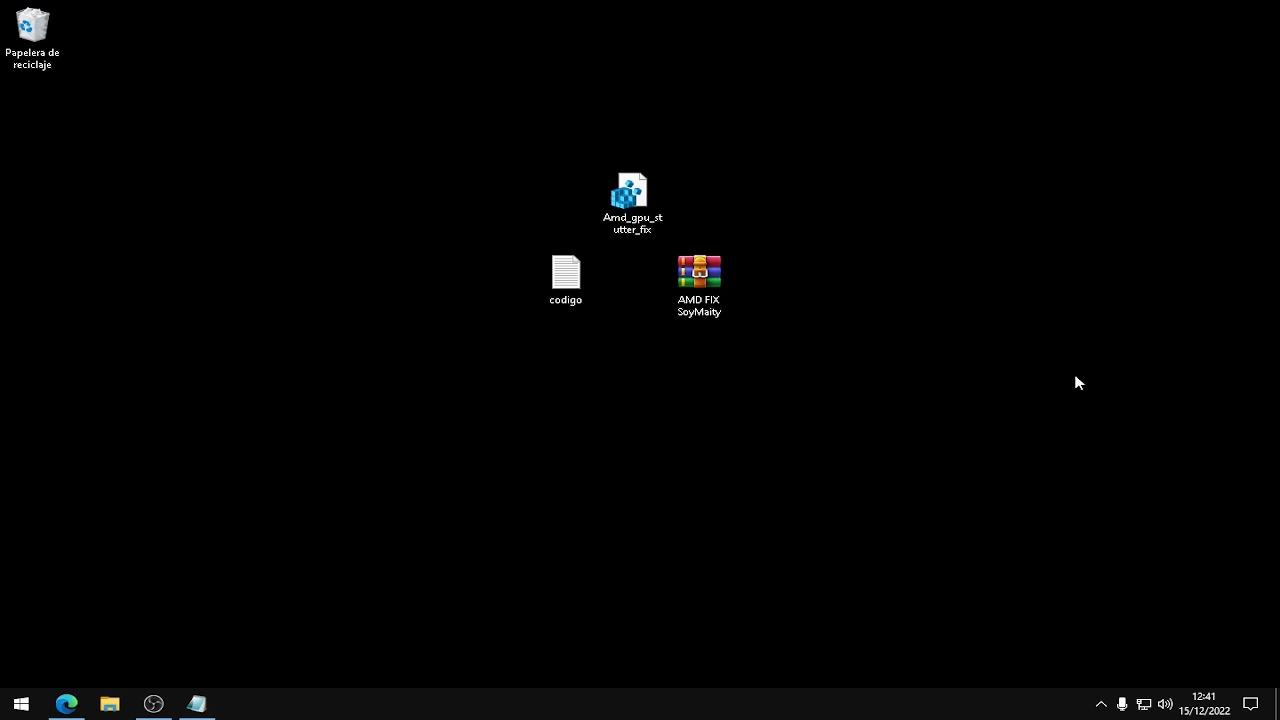 Papelera de
reciclaje
Amd_gpu_st
utter_fix
codigo
AMD FIX
SoyMaity
12:41
15/12/2022